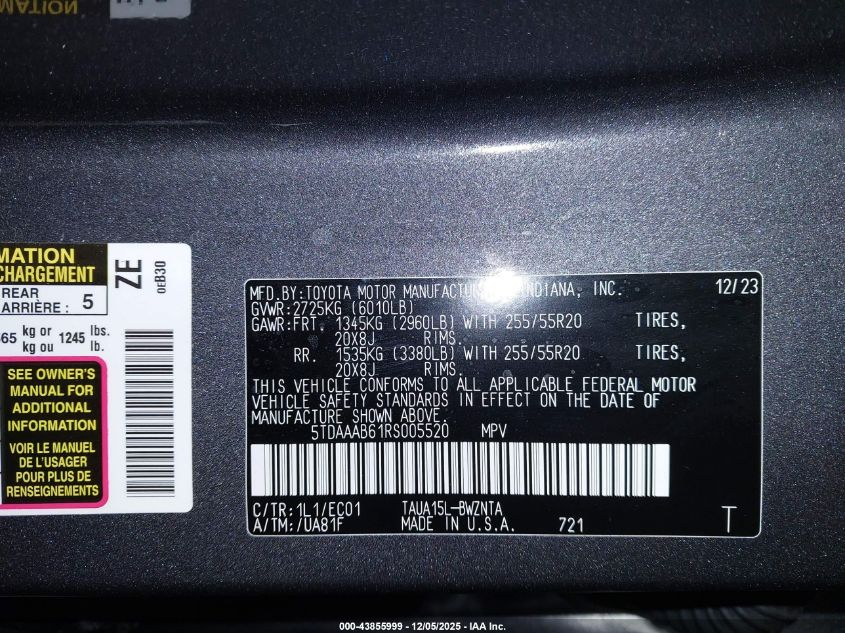 MATION
MATION
CHARGEMENT
REAR
ARRIÈRE : 5
565 kg or 1245 lbs.
kg ou lb.
SEE OWNER'S
MANUAL FOR
ADDITIONAL
INFORMATION
VOIR LE MANUEL
DE L'USAGER
POUR PLUS DE
RENSEIGNEMENTS
ZE
0EB30
MFD.BY:TOYOTA MOTOR MANUFACTURING INDIANA, INC. 12/23
GVWR:2725KG (6010LB)
GAWR:FRT. 1345KG (2960LB) WITH 255/55R20 TIRES,
20X8J RIMS.
RR. 1535KG (3380LB) WITH 255/55R20 TIRES,
20X8J RIMS.
THIS VEHICLE CONFORMS TO ALL APPLICABLE FEDERAL MOTOR
VEHICLE SAFETY STANDARDS IN EFFECT ON THE DATE OF
MANUFACTURE SHOWN ABOVE.
5TDAAAB61RS005520 MPV
C/TR:1L1/EC01 TAUA15L-BWZNTA
A/TM:/UA81F MADE IN U.S.A. 721 T
000-43855999 - 12/05/2025 - IAA Inc.